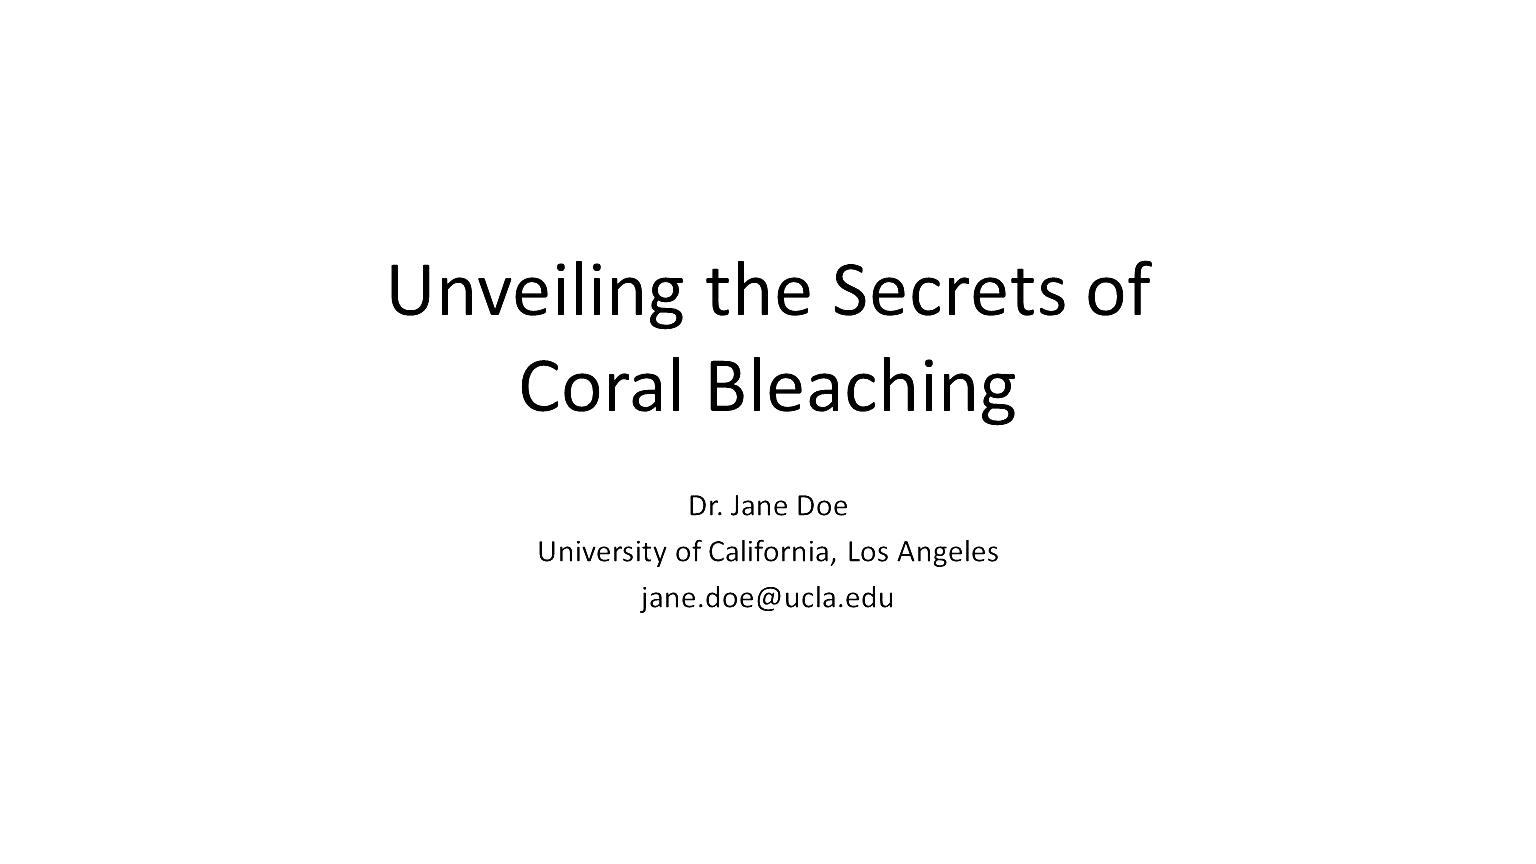 Unveiling the Secrets of
Coral Bleaching
Dr. Jane Doe
University of California, Los Angeles
jane.doe@ucla.edu